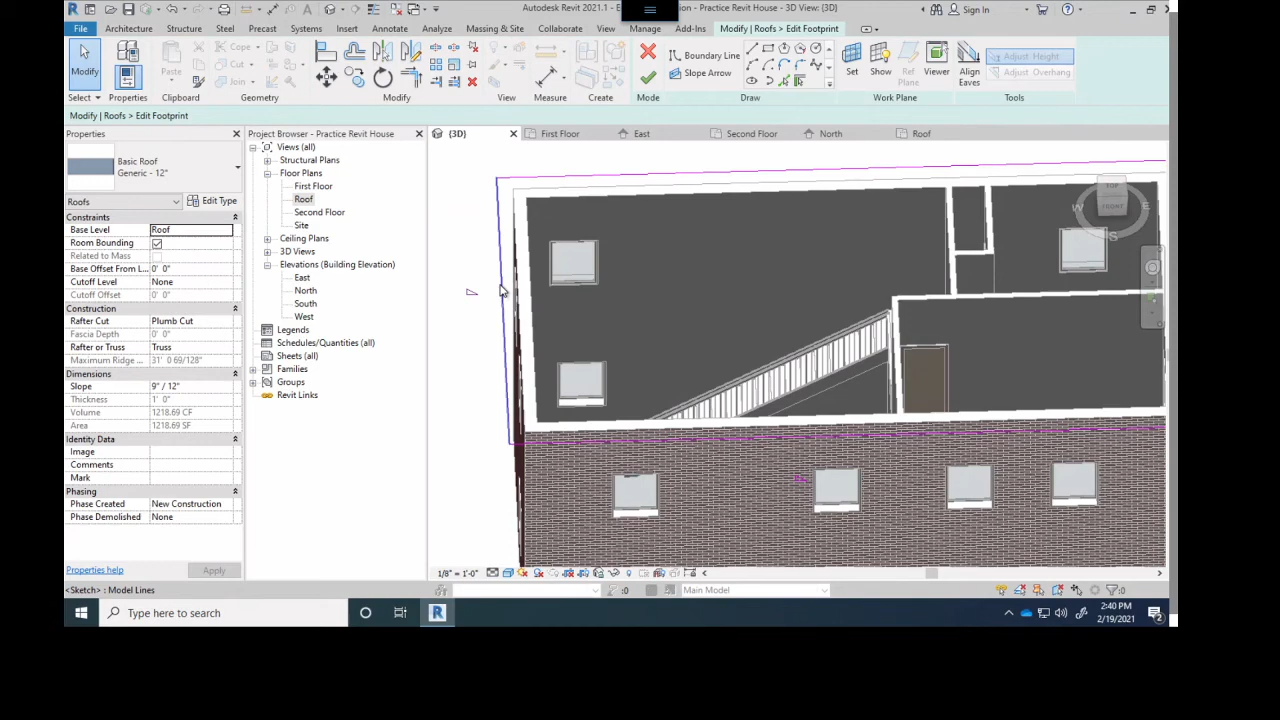 Autodesk Revit 2021.1 - E
on - Practice Revit House - 3D View: {3D}
Sign In
File
Architecture
Structure
Steel
Precast
Systems
Insert
Annotate
Analyze
Massing & Site
Collaborate
View
Manage
Add-Ins
Modify | Roofs > Edit Footprint
Modify
Properties
Paste
Cope
Cut
Join
Boundary Line
Slope Arrow
Set
Show
Ref Plane
Viewer
Align Eaves
Adjust Height
Adjust Overhang
Select
Properties
Clipboard
Geometry
Modify
View
Measure
Create
Mode
Draw
Work Plane
Tools
Modify | Roofs > Edit Footprint
Properties
Basic Roof
Generic - 12"
Roofs
Edit Type
Constraints
Base Level Roof
Room Bounding
Related to Mass
Base Offset From L... 0' 0"
Cutoff Level None
Cutoff Offset 0' 0"
Construction
Rafter Cut Plumb Cut
Fascia Depth 0' 0"
Rafter or Truss Truss
Maximum Ridge ... 31' 0 69/128"
Dimensions
Slope 9" / 12"
Thickness 1' 0"
Volume 1218.69 CF
Area 1218.69 SF
Identity Data
Image
Comments
Mark
Phasing
Phase Created New Construction
Phase Demolished None
Properties help
Apply
Project Browser - Practice Revit House
Views (all)
Structural Plans
Floor Plans
First Floor
Roof
Second Floor
Site
Ceiling Plans
3D Views
Elevations (Building Elevation)
East
North
South
West
Legends
Schedules/Quantities (all)
Sheets (all)
Families
Groups
Revit Links
{3D}
First Floor
East
Second Floor
North
Roof
TOP
FRONT
W
E
S
1/8" = 1'-0"
<Sketch> : Model Lines
:0
Main Model
:0
Type here to search
2:40 PM
2/19/2021
2